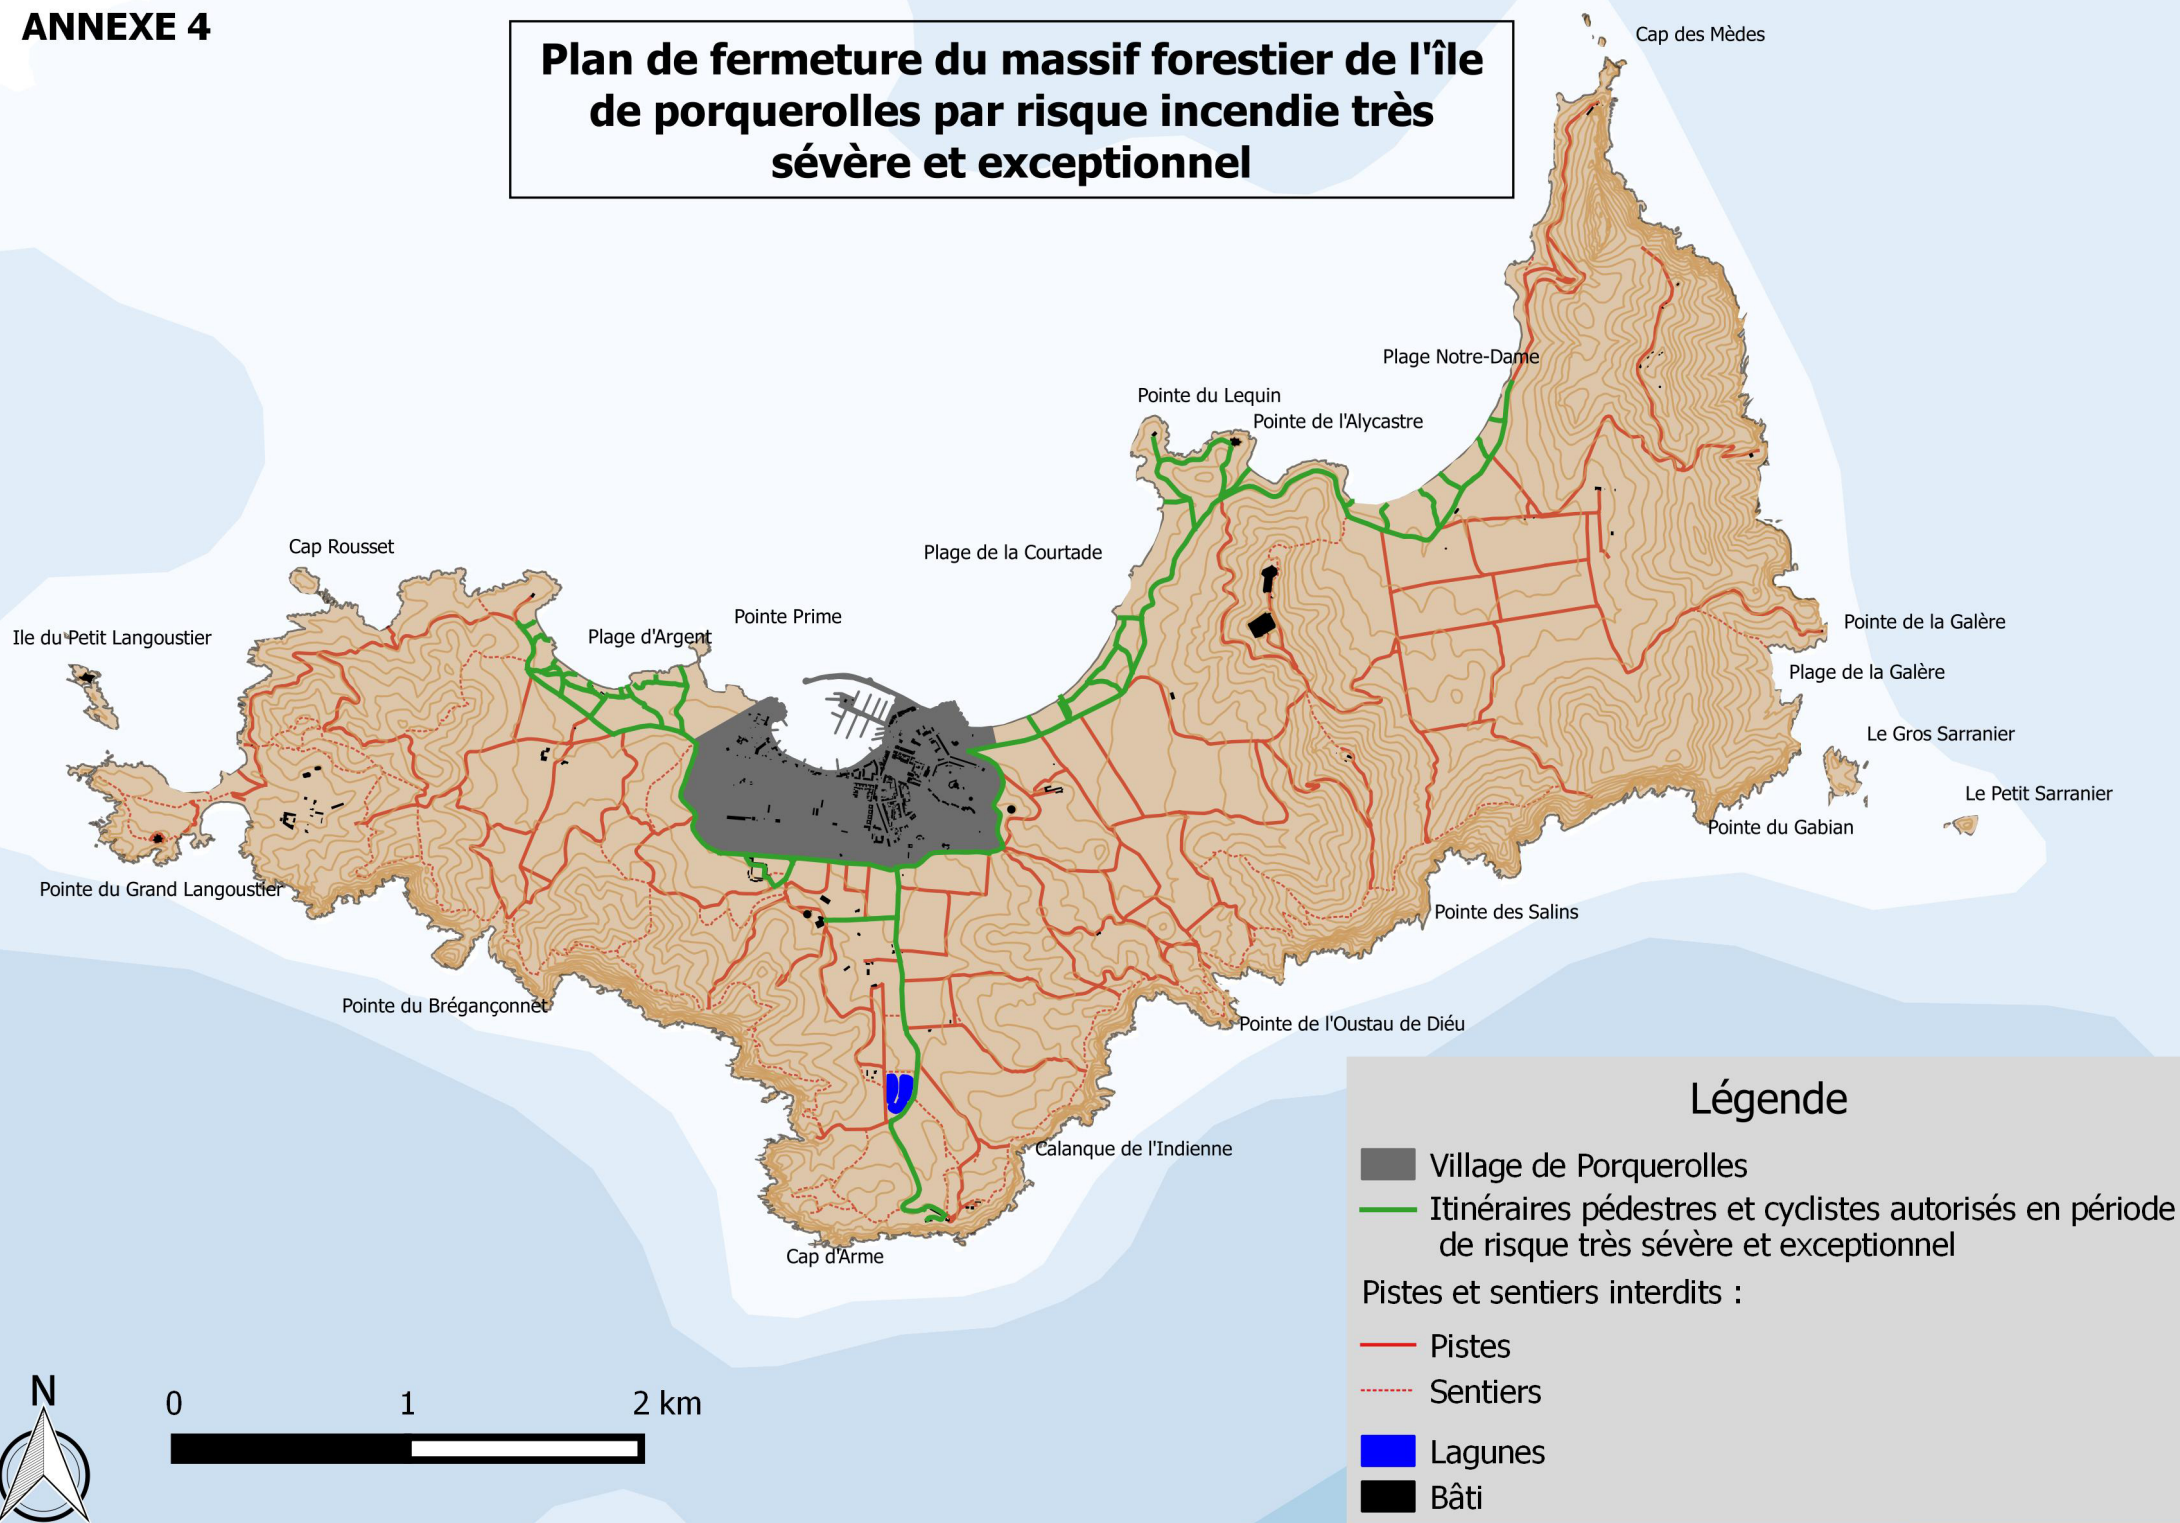 ANNEXE 4
Plan de fermeture du massif forestier de l'île
de porquerolles par risque incendie très
sévère et exceptionnel
Cap des Mèdes
Plage Notre-Dame
Pointe du Lequin
Pointe de l'Alycastre
Cap Rousset
Plage de la Courtade
Pointe Prime
Ile du Petit Langoustier
Plage d'Argent
Pointe de la Galère
Plage de la Galère
Le Gros Sarranier
Le Petit Sarranier
Pointe du Gabian
Pointe du Grand Langoustier
Pointe des Salins
Pointe du Brégançonnet
Pointe de l'Oustau de Diéu
Calanque de l'Indienne
Cap d'Arme
Légende
Village de Porquerolles
Itinéraires pédestres et cyclistes autorisés en période
de risque très sévère et exceptionnel
Pistes et sentiers interdits :
Pistes
Sentiers
Lagunes
Bâti
N
0 1 2 km